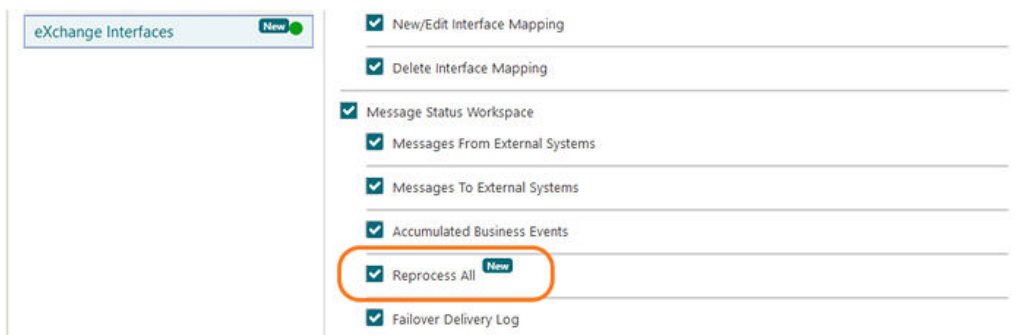 eXchange Interfaces New
New/Edit Interface Mapping
Delete Interface Mapping
Message Status Workspace
Messages From External Systems
Messages To External Systems
Accumulated Business Events
Reprocess All New
Failover Delivery Log